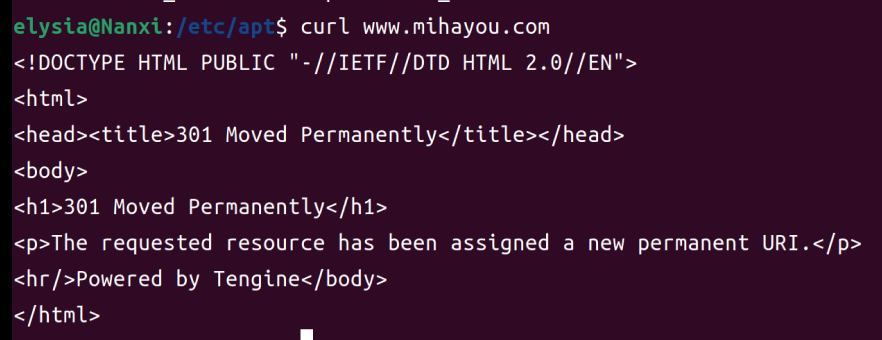 elysia@Nanxi:/etc/apt$ curl www.mihayou.com
<!DOCTYPE HTML PUBLIC "-//IETF//DTD HTML 2.0//EN">
<html>
<head><title>301 Moved Permanently</title></head>
<body>
<h1>301 Moved Permanently</h1>
<p>The requested resource has been assigned a new permanent URI.</p>
<hr/>Powered by Tengine</body>
</html>